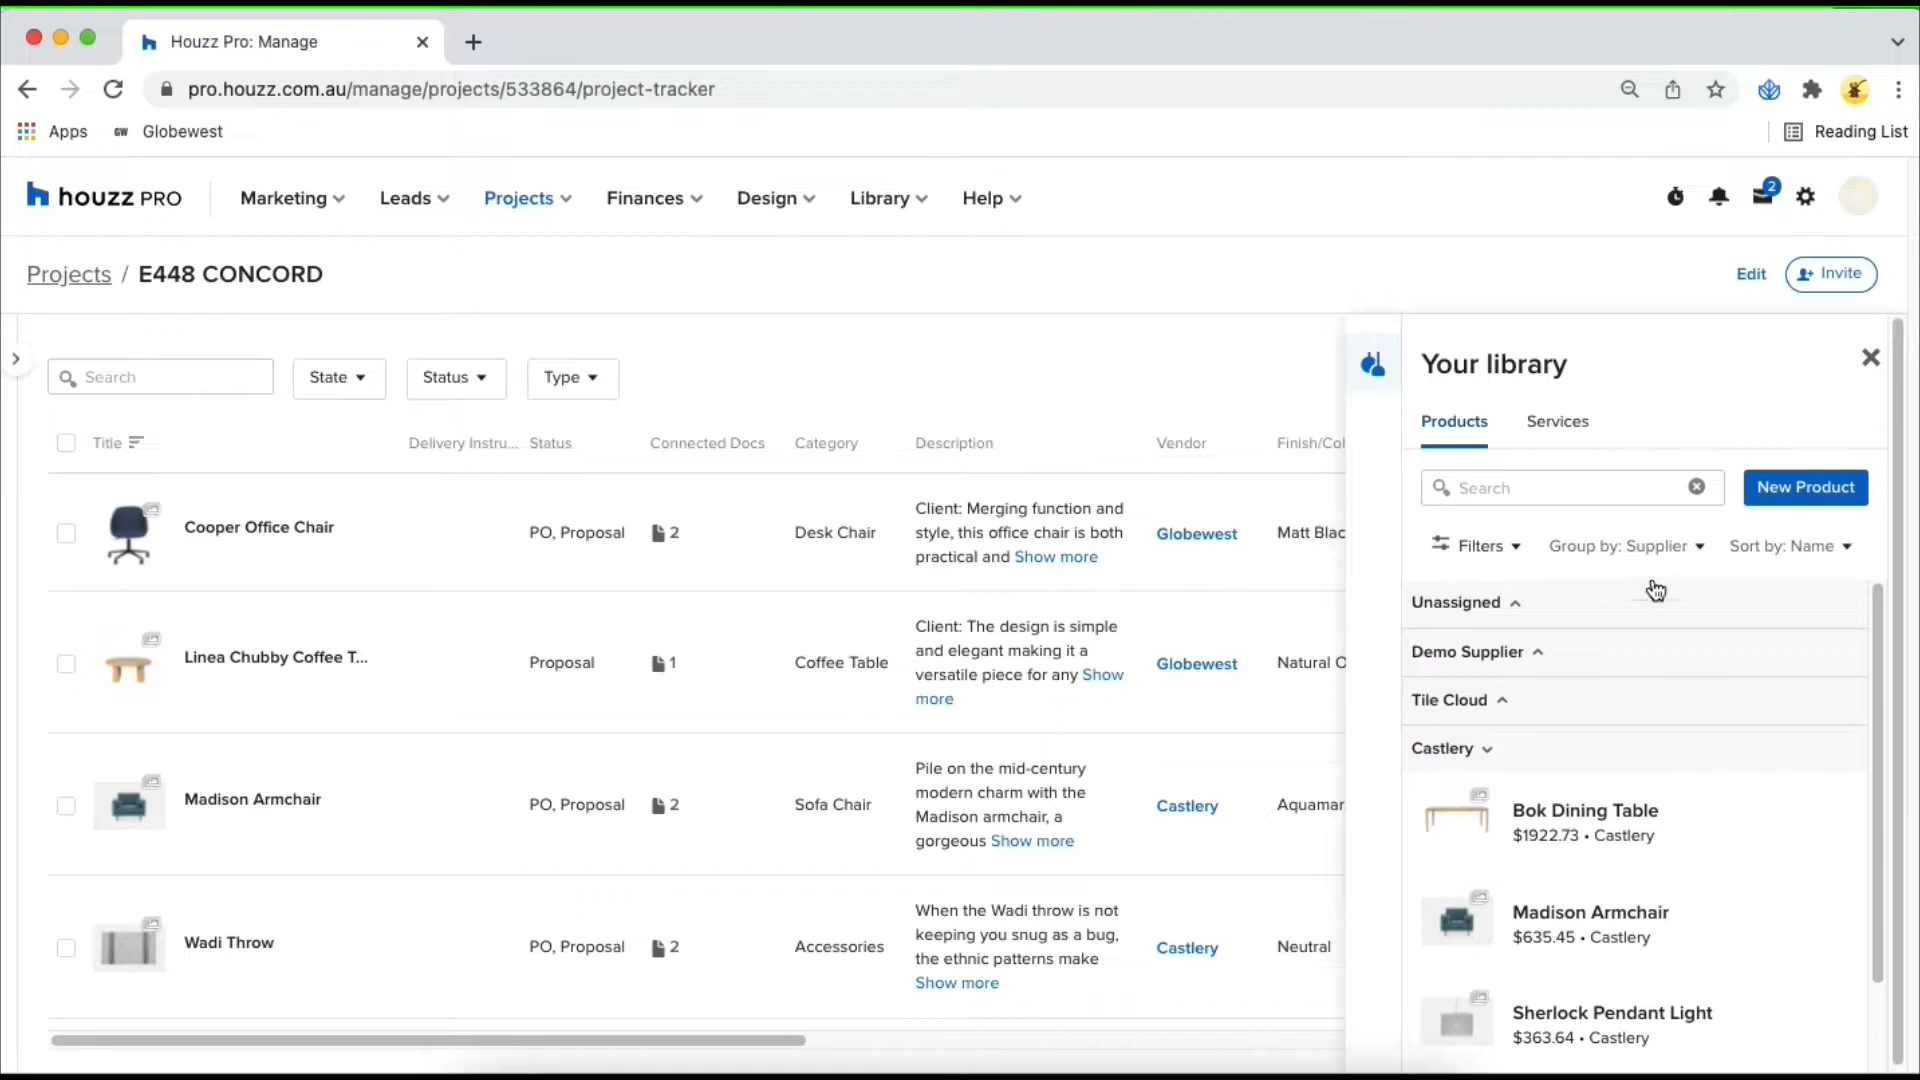 Houzz Pro: Manage
pro.houzz.com.au/manage/projects/533864/project-tracker
Apps
GW Globewest
Reading List
houzz PRO
Marketing
Leads
Projects
Finances
Design
Library
Help
2
Projects / E448 CONCORD
Edit
Invite
Search
State
Status
Type
Title
Delivery Instru...
Status
Connected Docs
Category
Description
Vendor
Finish/Col
Cooper Office Chair
PO, Proposal
2
Desk Chair
Client: Merging function and
style, this office chair is both
practical and Show more
Globewest
Matt Blac
Linea Chubby Coffee T...
Proposal
1
Coffee Table
Client: The design is simple
and elegant making it a
versatile piece for any Show
more
Globewest
Natural O
Madison Armchair
PO, Proposal
2
Sofa Chair
Pile on the mid-century
modern charm with the
Madison armchair, a
gorgeous Show more
Castlery
Aquamar
Wadi Throw
PO, Proposal
2
Accessories
When the Wadi throw is not
keeping you snug as a bug,
the ethnic patterns make
Show more
Castlery
Neutral
Your library
Products
Services
Search
New Product
Filters
Group by: Supplier
Sort by: Name
Unassigned
Demo Supplier
Tile Cloud
Castlery
Bok Dining Table
$1922.73 • Castlery
Madison Armchair
$635.45 • Castlery
Sherlock Pendant Light
$363.64 • Castlery